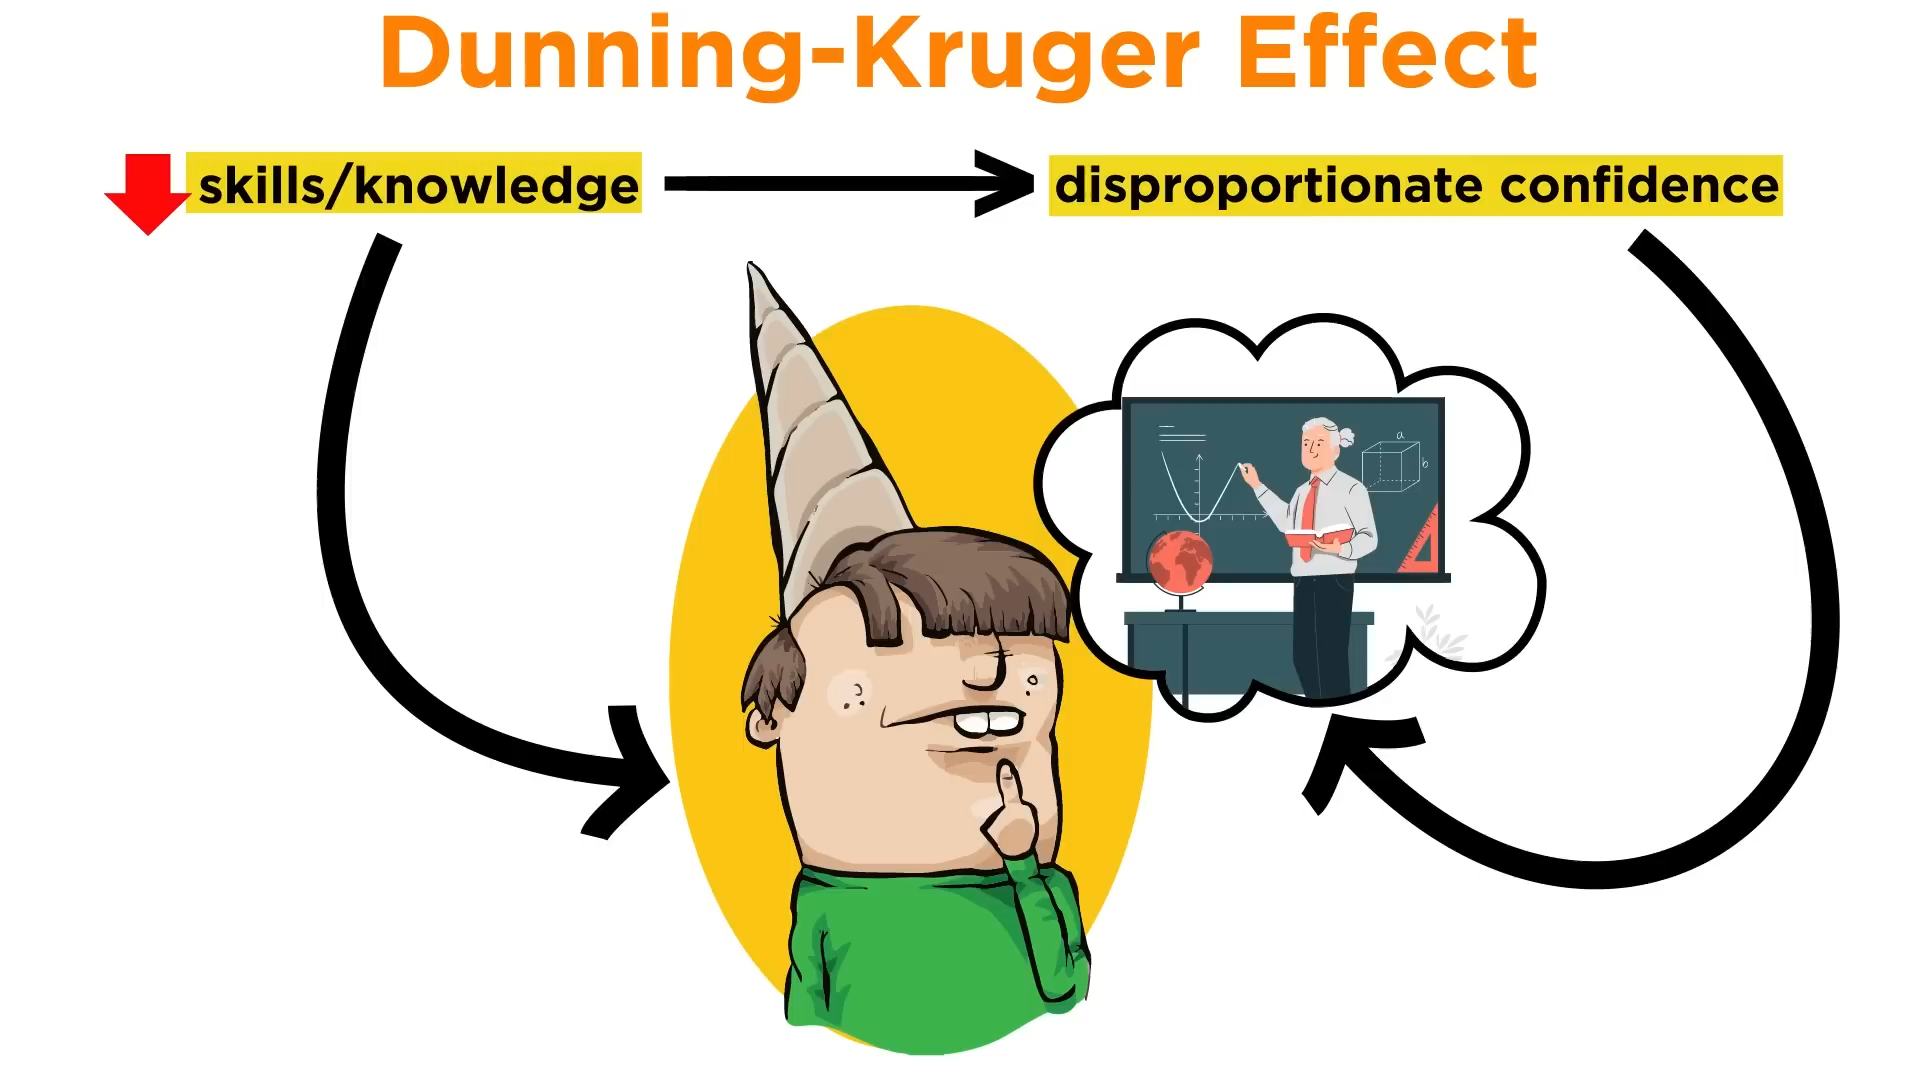 Dunning-Kruger Effect
skills/knowledge
disproportionate confidence
a
b